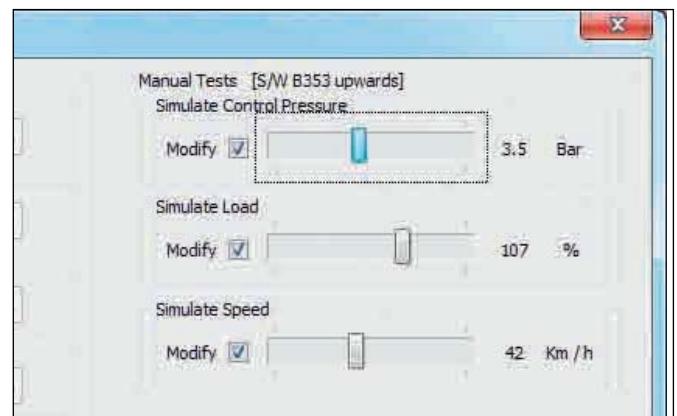 Manual Tests [S/W B353 upwards]
Simulate Control Pressure
Modify 3.5 Bar
Simulate Load
Modify 107 %
Simulate Speed
Modify 42 Km / h